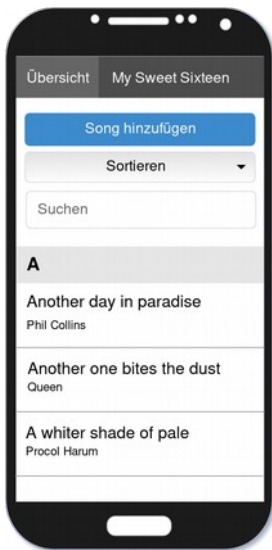 Übersicht My Sweet Sixteen
Song hinzufügen
Sortieren
Suchen
A
Another day in paradise
Phil Collins
Another one bites the dust
Queen
A whiter shade of pale
Procol Harum